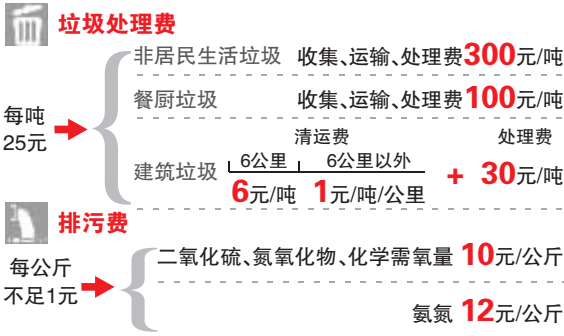 垃圾处理费
每吨
25元
非居民生活垃圾 收集、运输、处理费300元/吨
餐厨垃圾 收集、运输、处理费100元/吨
清运费 处理费
建筑垃圾 6公里 6公里以外
6元/吨 1元/吨/公里 + 30元/吨
排污费
每公斤
不足1元
二氧化硫、氮氧化物、化学需氧量 10元/公斤
氨氮 12元/公斤